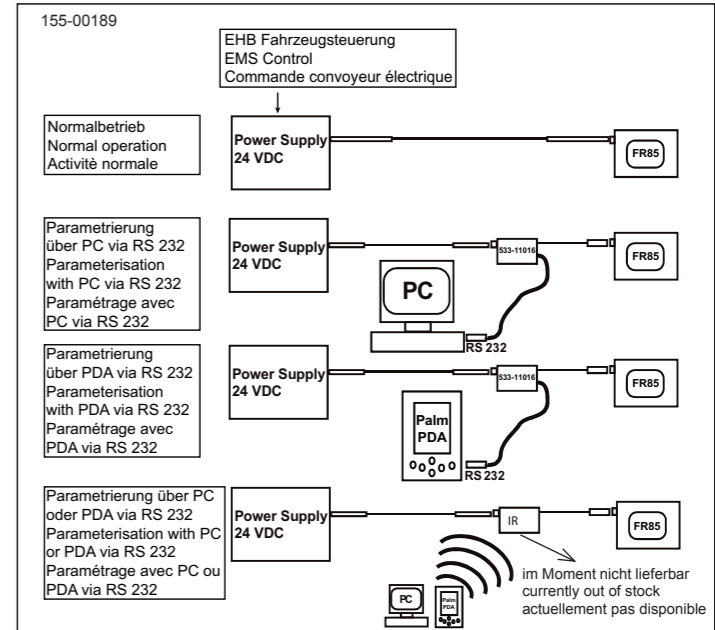 155-00189
EHB Fahrzeugsteuerung
EMS Control
Commande convoyeur électrique
Normalbetrieb
Normal operation
Activitè normale
Power Supply
24 VDC
FR85
Parametrierung
über PC via RS 232
Parameterisation
with PC via RS 232
Paramétrage avec
PC via RS 232
Power Supply
24 VDC
533-11016
FR85
PC
RS 232
Parametrierung
über PDA via RS 232
Parameterisation
with PDA via RS 232
Paramétrage avec
PDA via RS 232
Power Supply
24 VDC
533-11016
FR85
Palm
PDA
RS 232
Parametrierung über PC
oder PDA via RS 232
Parameterisation with PC
or PDA via RS 232
Paramétrage avec PC ou
PDA via RS 232
Power Supply
24 VDC
IR
FR85
PC
Palm
PDA
im Moment nicht lieferbar
currently out of stock
actuellement pas disponible